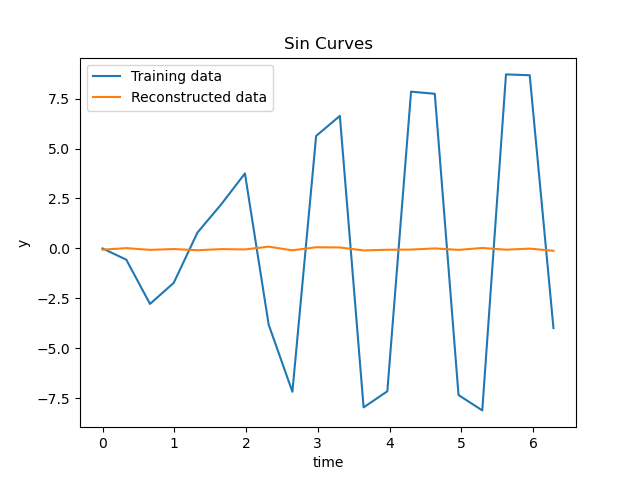 Sin Curves
Training data
Reconstructed data
7.5
5.0
2.5
0.0
−2.5
−5.0
−7.5
y
0 1 2 3 4 5 6
time